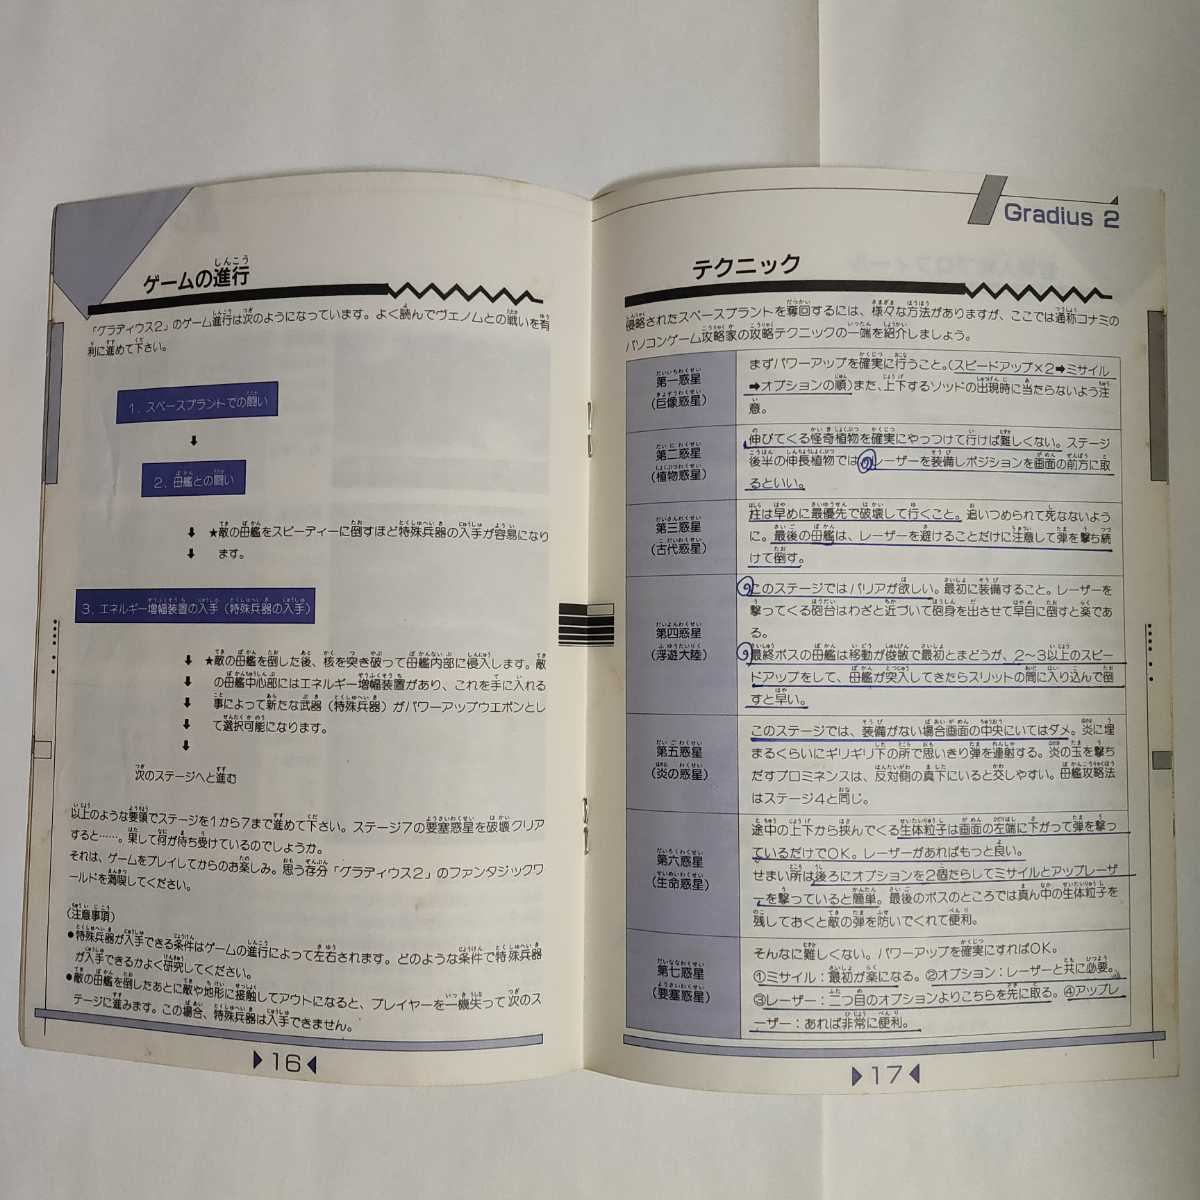 ゲームの進行
「グラディウス2」のゲーム進行は次のようになっています。よく読んでヴェノムとの戦いを有
利に進めて下さい。
1. スペースプラントでの闘い
2. 母艦との闘い
★敵の母艦をスピーディーに倒すほど特殊兵器の入手が容易になり
ます。
3. エネルギー増幅装置の入手（特殊兵器の入手）
★敵の母艦を倒した後、核を突き破って母艦内部に侵入します。敵
の母艦中心部にはエネルギー増幅装置があり、これを手に入れる
事によって新たな武器（特殊兵器）がパワーアップウエポンとし
て選択可能になります。
次のステージへと進む
以上のような要領でステージを1から7まで進めて下さい。ステージ7の要塞惑星を破壊クリア
すると……。果して何が待ち受けているのでしょうか。
それは、ゲームをプレイしてからのお楽しみ。思う存分「グラディウス2」のファンタジックワ
ールドを満喫してください。
（注意事項）
●特殊兵器が入手できる条件はゲームの進行によって左右されます。どのような条件で特殊兵器
が入手できるかよく研究してください。
●敵の母艦を倒したあとに敵や地形に接触してアウトになると、プレイヤーを一機失って次のス
テージに進みます。この場合、特殊兵器は入手できません。
16
Gradius 2
テクニック
侵略されたスペースプラントを奪回するには、様々な方法がありますが、ここでは通称コナミの
パソコンゲーム攻略家の攻略テクニックの一端を紹介しましょう。
第一惑星
（巨像惑星）
まずパワーアップを確実に行うこと。（スピードアップ×2➡ミサイル
➡オプションの順）また、上下するソッドの出現時に当たらないよう注
意。
第二惑星
（植物惑星）
伸びてくる怪奇植物を確実にやっつけて行けば難しくない。ステージ
後半の伸長植物では、レーザーを装備しポジションを画面の前方に取
るといい。
第三惑星
（古代惑星）
柱は早めに最優先で破壊して行くこと。追いつめられて死なないよう
に。最後の母艦は、レーザーを避けることだけに注意して弾を撃ち続
けて倒す。
第四惑星
（浮遊大陸）
このステージではバリアが欲しい。最初に装備すること。レーザーを
撃ってくる砲台はわざと近づいて砲身を出させて早目に倒すと楽であ
る。
最終ボスの母艦は移動が俊敏で最初とまどうが、2〜3以上のスピー
ドアップをして、母艦が突入してきたらスリットの間に入り込んで倒
すと早い。
第五惑星
（炎の惑星）
このステージでは、装備がない場合画面の中央にいてはダメ。炎に埋
まるくらいにギリギリ下の所で思いきり弾を連射する。炎の玉を撃ち
だすプロミネンスは、反対側の真下にいると交しやすい。母艦攻略法
はステージ4と同じ。
第六惑星
（生命惑星）
途中の上下から挟んでくる生体粒子は画面の左端に下がって弾を撃っ
ているだけでOK。レーザーがあればもっと良い。
せまい所は後ろにオプションを2個たらしてミサイルとアップレーザ
ーを撃っていると簡単。最後のボスのところでは真ん中の生体粒子を
残しておくと敵の弾を防いでくれて便利。
第七惑星
（要塞惑星）
そんなに難しくない。パワーアップを確実にすればOK。
①ミサイル：最初が楽になる。②オプション：レーザーと共に必要。
③レーザー：二つ目のオプションよりこちらを先に取る。④アップレ
ーザー：あれば非常に便利。
17